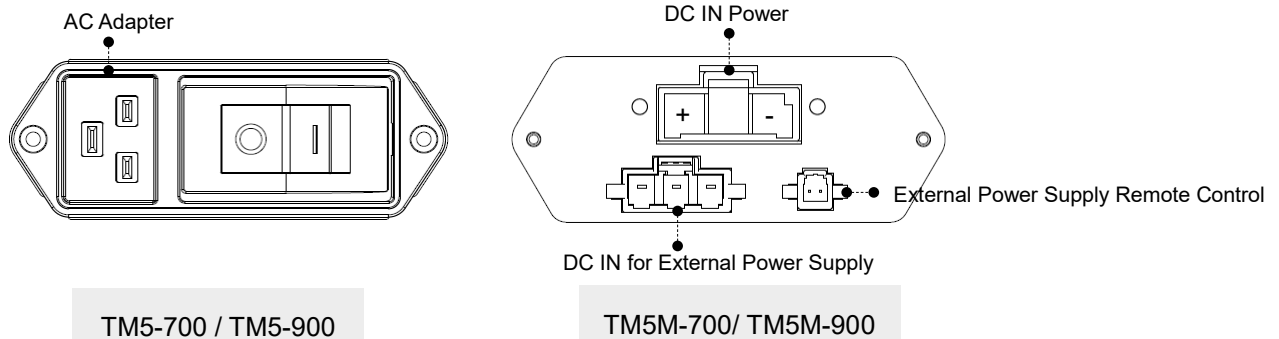 AC Adapter
DC IN Power
+ -
External Power Supply Remote Control
DC IN for External Power Supply
TM5-700 / TM5-900
TM5M-700/ TM5M-900